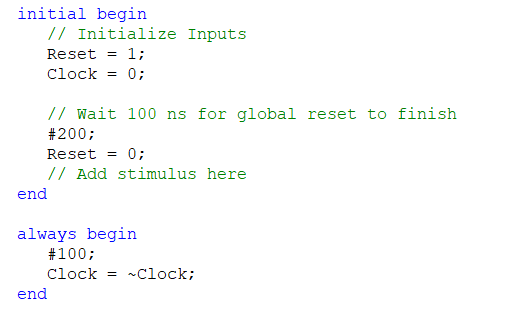 initial begin
// Initialize Inputs
Reset = 1;
Clock = 0;
// Wait 100 ns for global reset to finish
#200;
Reset = 0;
// Add stimulus here
end
always begin
#100;
Clock = ~Clock;
end